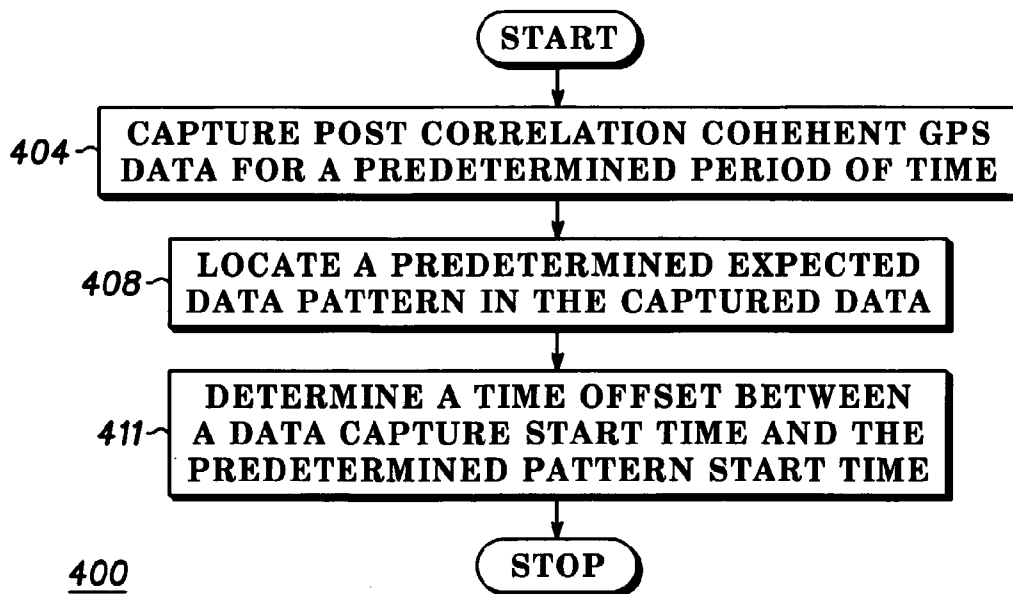 START
404
CAPTURE POST CORRELATION COHEHENT GPS
DATA FOR A PREDETERMINED PERIOD OF TIME
408
LOCATE A PREDETERMINED EXPECTED
DATA PATTERN IN THE CAPTURED DATA
411
DETERMINE A TIME OFFSET BETWEEN
A DATA CAPTURE START TIME AND THE
PREDETERMINED PATTERN START TIME
STOP
400